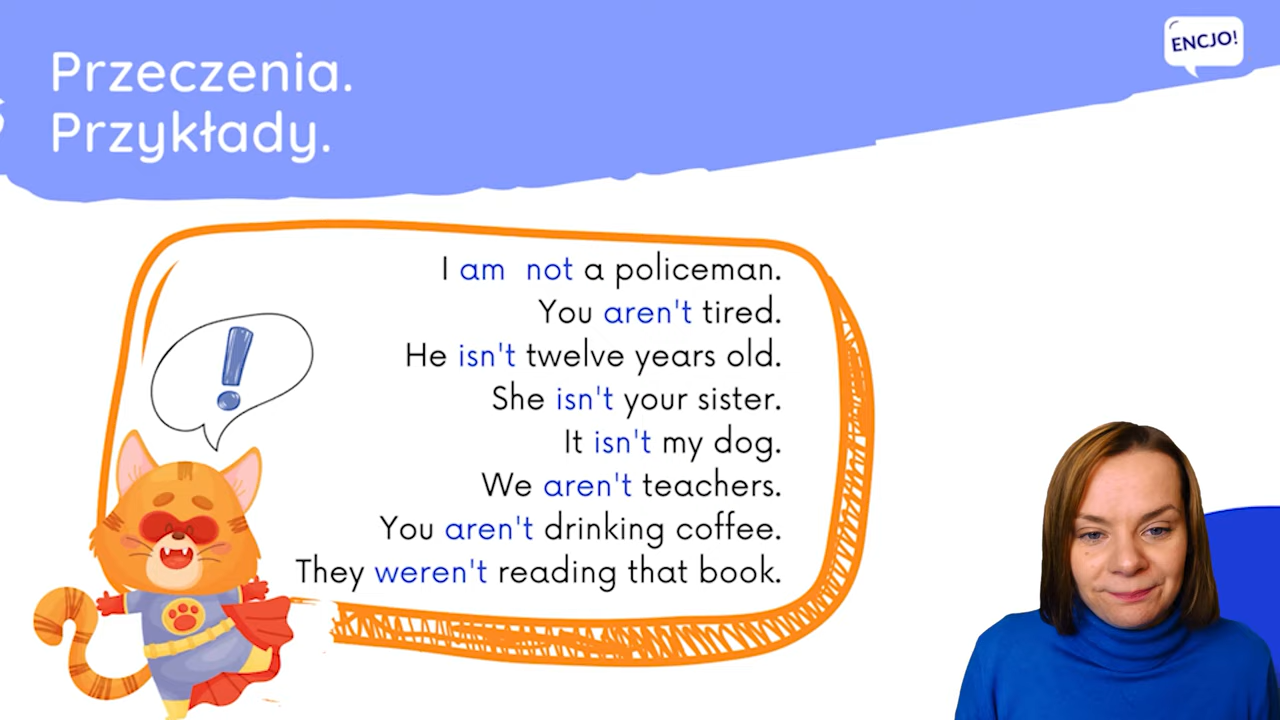 Przeczenia.
Przykłady.
ENCJO!
I am not a policeman.
You aren't tired.
He isn't twelve years old.
She isn't your sister.
It isn't my dog.
We aren't teachers.
You aren't drinking coffee.
They weren't reading that book.